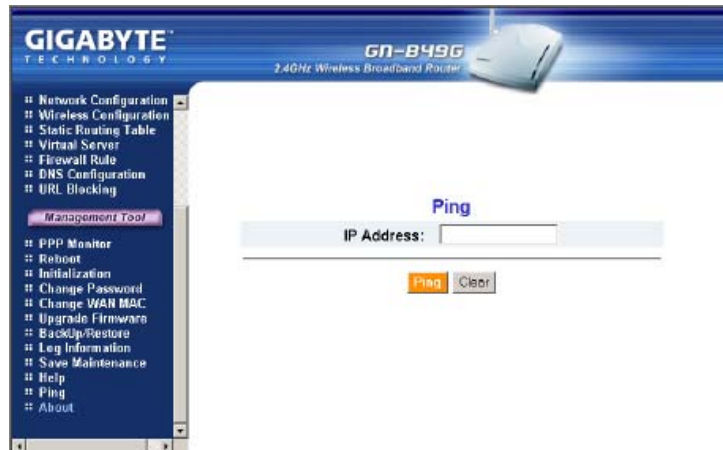 GIGABYTE
TECHNOLOGY
GN-B49G
2.4GHz Wireless Broadband Router
Network Configuration
Wireless Configuration
Static Routing Table
Virtual Server
Firewall Rule
DNS Configuration
URL Blocking
Management Tool
PPP Monitor
Reboot
Initialization
Change Password
Change WAN MAC
Upgrade Firmware
BackUp/Restore
Log Information
Save Maintenance
Help
Ping
About
Ping
IP Address:
Ping Clear